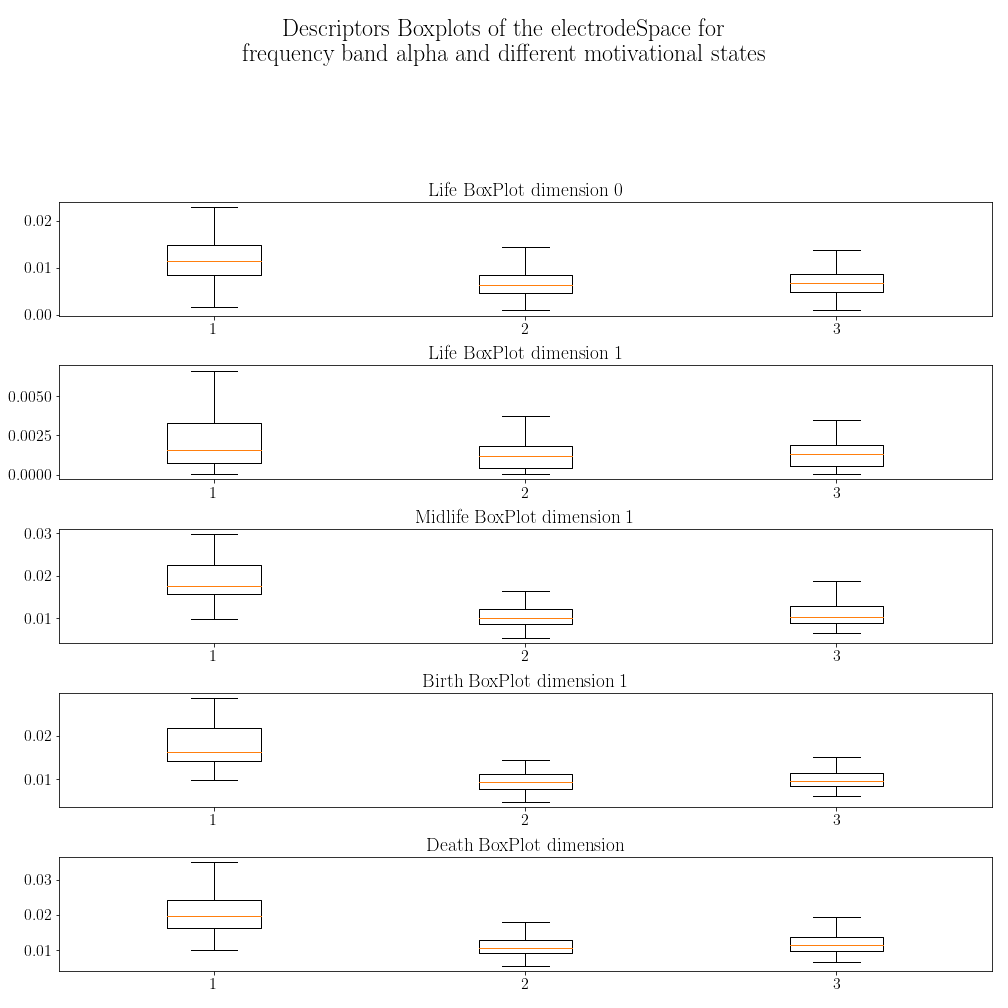 Descriptors Boxplots of the electrodeSpace for
frequency band alpha and different motivational states
Life BoxPlot dimension 0
0.02
0.01
0.00
1 2 3
Life BoxPlot dimension 1
0.0050
0.0025
0.0000
1 2 3
Midlife BoxPlot dimension 1
0.03
0.02
0.01
1 2 3
Birth BoxPlot dimension 1
0.02
0.01
1 2 3
Death BoxPlot dimension
0.03
0.02
0.01
1 2 3